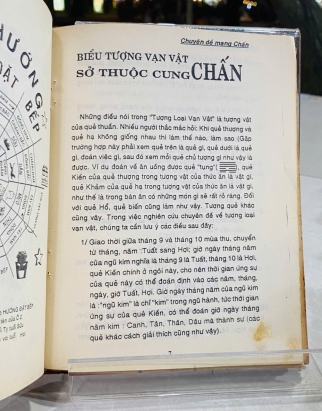 HƯỚNG
ĐẶT
BẾP
HƯỚNG ĐẶT BẾP
Chuyên đề mạng Chấn
BIỂU TƯỢNG VẠN VẬT
SỞ THUỘC CUNG CHẤN
Những điều nói trong "Tượng Loại Vạn Vật" là tượng vật
của quẻ thuần. Nhiều người thắc mắc hỏi: Khi quẻ thượng và
quẻ hạ không giống nhau thì làm thế nào, làm sao (Gặp
trường hợp này phải xem quẻ trên là quẻ gì, quẻ dưới là quẻ
gì, đoán việc gì, sau đó xem mỗi quẻ chủ tượng gì như vậy là
được. Ví dụ đoán về ăn uống được quẻ "tụng", quẻ
Kiền của quẻ thượng trong tượng vật của thức ăn là vật gì,
quẻ Khảm của quẻ hạ trong tượng vật của thức ăn là vật gì,
như thế là trong bàn ăn có những món gì sẽ rất rõ ràng. Đối
với quẻ Hổ, quẻ biến cũng làm như vậy. Tượng quẻ khác
cũng vậy. Trong việc nghiên cứu chuyên đề về tượng loại
vạn vật, chúng ta cần lưu ý các điều sau đây:
1/ Giao thời giữa tháng 9 và tháng 10 mùa thu, chuyển
từ tháng, năm :Tuất sang Hợi; giờ ngày tháng năm
của ngũ kim nghĩa là tháng 9 là Tuất, tháng 10 là Hợi,
quẻ Kiền chính ở ngôi này, cho nên thời gian ứng sự
của quẻ này có thể đoán định vào các năm, tháng,
ngày, giờ Tuất, Hợi. Giờ ngày tháng năm của ngũ kim
là :"ngũ kim" là chỉ "kim" trong ngũ hành, tức thời gian
ứng sự của quẻ Kiền, có thể đoán giờ ngày tháng
năm kim : Canh, Tân, Thân, Dậu mà thành sự (các
quẻ khác cách giải thích cũng như vậy).
7